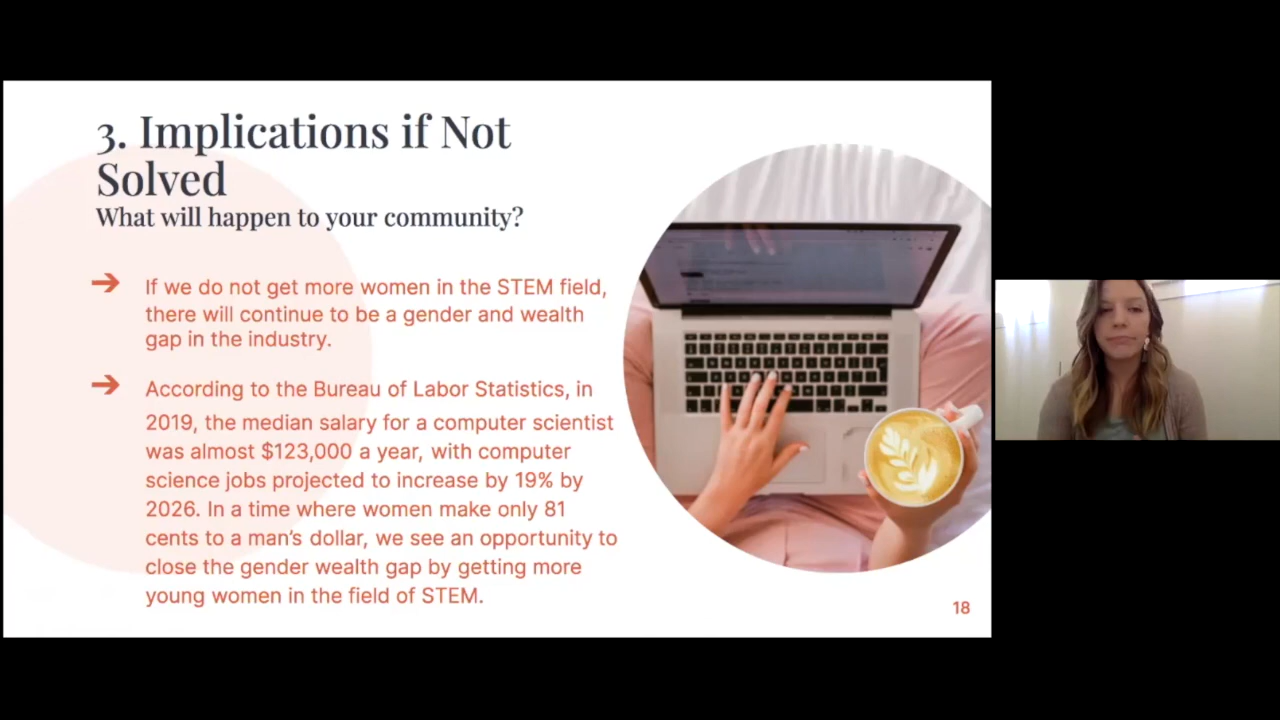 3. Implications if Not
Solved
What will happen to your community?
➔ If we do not get more women in the STEM field,
there will continue to be a gender and wealth
gap in the industry.
➔ According to the Bureau of Labor Statistics, in
2019, the median salary for a computer scientist
was almost $123,000 a year, with computer
science jobs projected to increase by 19% by
2026. In a time where women make only 81
cents to a man’s dollar, we see an opportunity to
close the gender wealth gap by getting more
young women in the field of STEM.
18